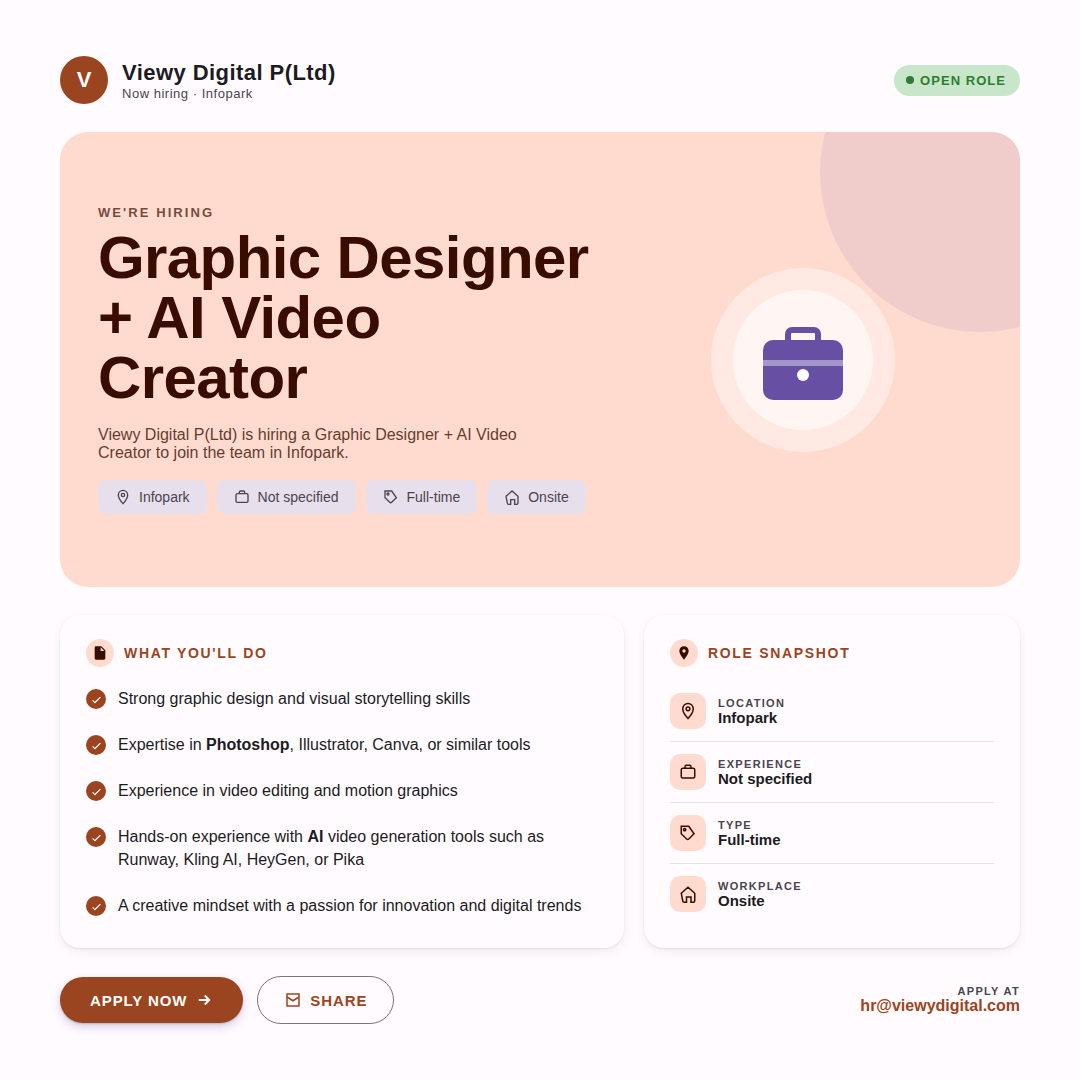 V
Viewy Digital P(Ltd)
Now hiring · Infopark
OPEN ROLE
WE'RE HIRING
Graphic Designer
+ AI Video
Creator
Viewy Digital P(Ltd) is hiring a Graphic Designer + AI Video
Creator to join the team in Infopark.
Infopark
Not specified
Full-time
Onsite
WHAT YOU'LL DO
Strong graphic design and visual storytelling skills
Expertise in Photoshop, Illustrator, Canva, or similar tools
Experience in video editing and motion graphics
Hands-on experience with AI video generation tools such as
Runway, Kling AI, HeyGen, or Pika
A creative mindset with a passion for innovation and digital trends
ROLE SNAPSHOT
LOCATION
Infopark
EXPERIENCE
Not specified
TYPE
Full-time
WORKPLACE
Onsite
APPLY NOW
SHARE
APPLY AT
hr@viewydigital.com